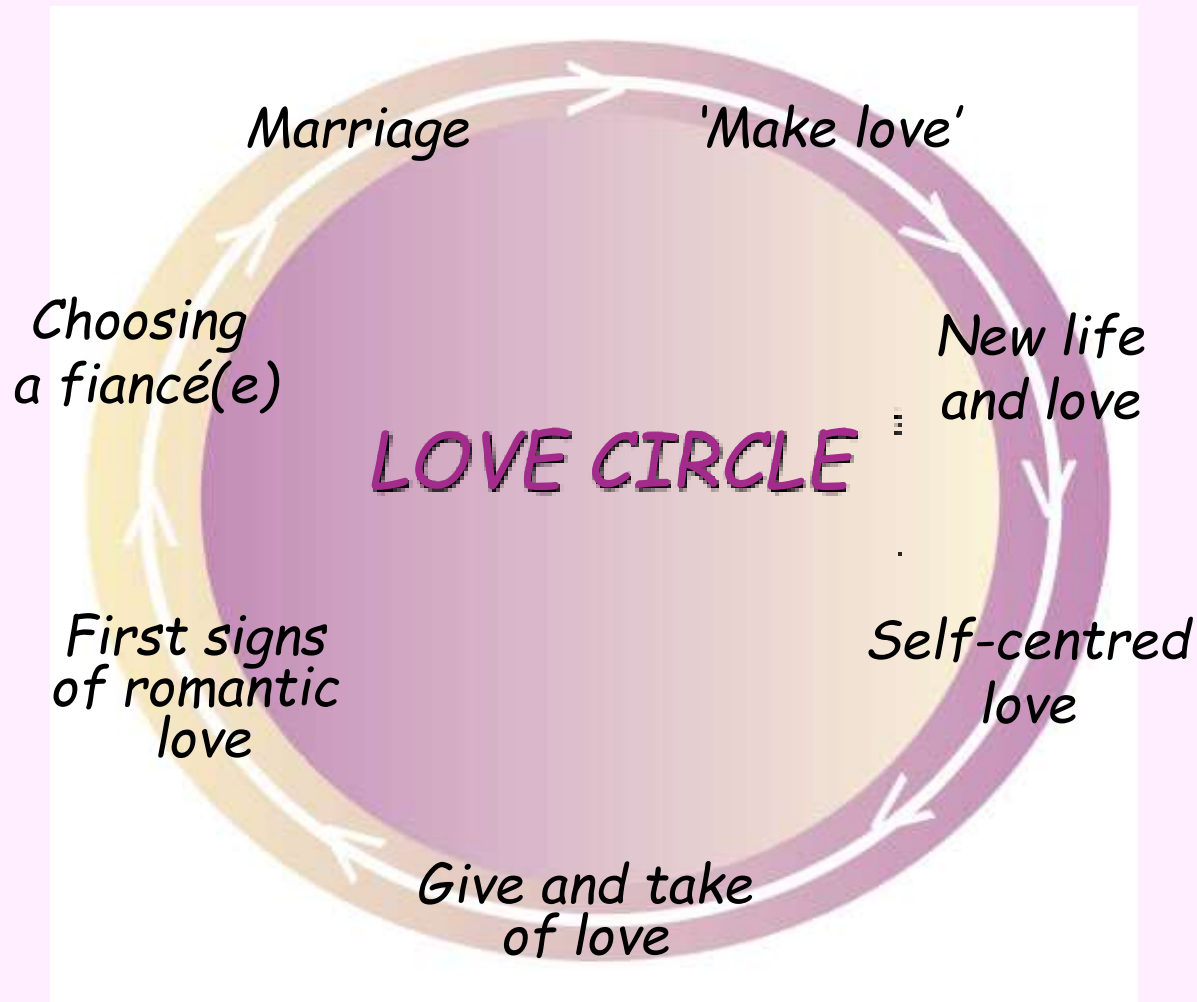 Marriage
'Make love'
Choosing
a fiancé(e)
New life
and love
LOVE CIRCLE
First signs
of romantic
love
Self-centred
love
Give and take
of love